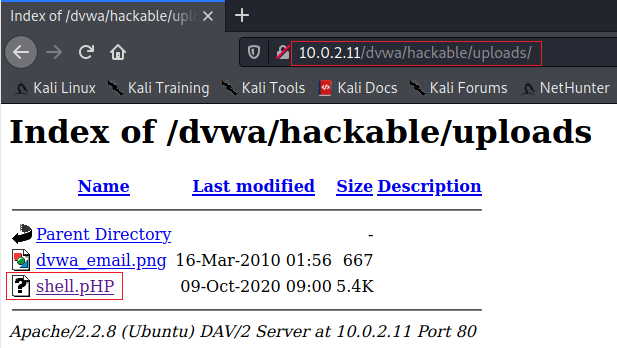 Index of /dvwa/hackable/uplo
10.0.2.11/dvwa/hackable/uploads/
Kali Linux Kali Training Kali Tools Kali Docs Kali Forums NetHunter
Index of /dvwa/hackable/uploads
Name Last modified Size Description
Parent Directory -
dvwa_email.png 16-Mar-2010 01:56 667
shell.pHP 09-Oct-2020 09:00 5.4K
Apache/2.2.8 (Ubuntu) DAV/2 Server at 10.0.2.11 Port 80